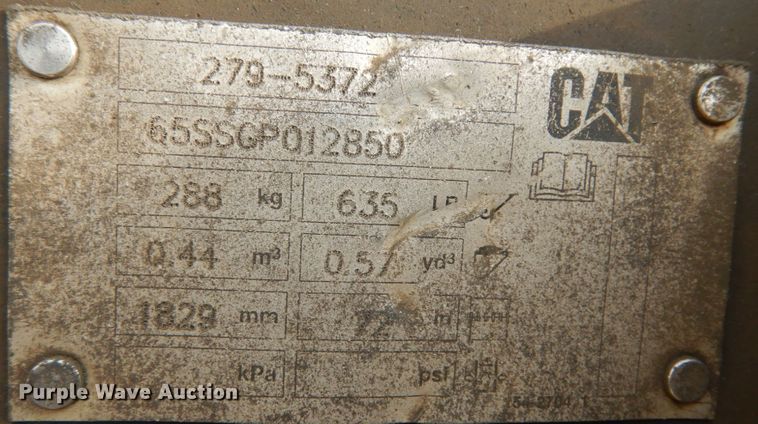 279-5372
CAT
65SSGP012850
288 kg 635 LB
0.44 m³ 0.57 yd³
1829 mm 72 in
kPa psi
Purple Wave Auction